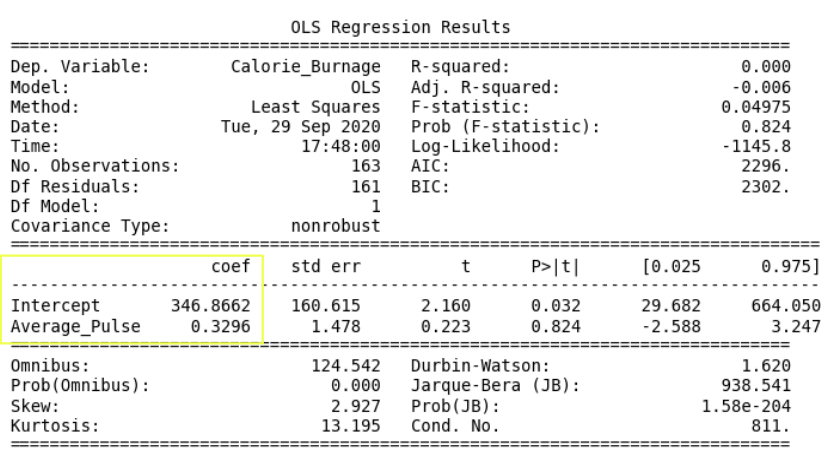 OLS Regression Results
==============================================================================
Dep. Variable: Calorie_Burnage R-squared: 0.000
Model: OLS Adj. R-squared: -0.006
Method: Least Squares F-statistic: 0.04975
Date: Tue, 29 Sep 2020 Prob (F-statistic): 0.824
Time: 17:48:00 Log-Likelihood: -1145.8
No. Observations: 163 AIC: 2296.
Df Residuals: 161 BIC: 2302.
Df Model: 1
Covariance Type: nonrobust
=================================================================================
coef std err t P>|t| [0.025 0.975]
---------------------------------------------------------------------------------
Intercept 346.8662 160.615 2.160 0.032 29.682 664.050
Average_Pulse 0.3296 1.478 0.223 0.824 -2.588 3.247
==============================================================================
Omnibus: 124.542 Durbin-Watson: 1.620
Prob(Omnibus): 0.000 Jarque-Bera (JB): 938.541
Skew: 2.927 Prob(JB): 1.58e-204
Kurtosis: 13.195 Cond. No. 811.
==============================================================================